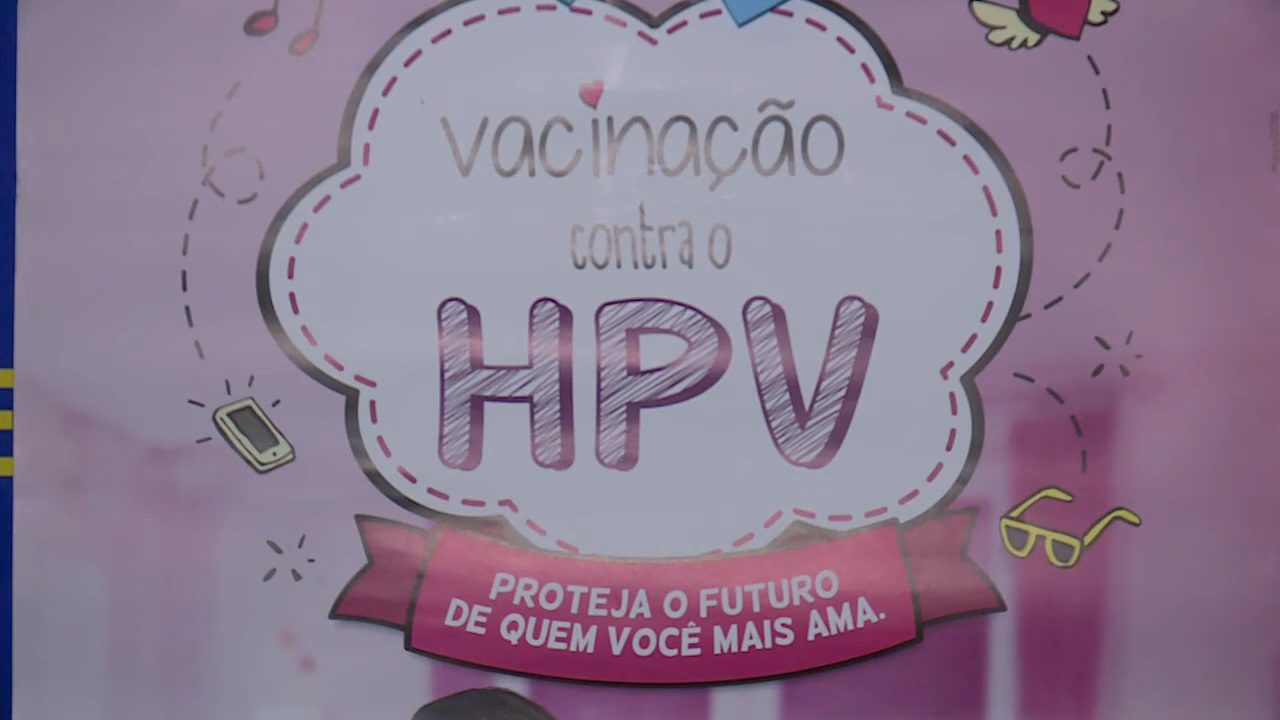 vacinação
contra o
HPV
PROTEJA O FUTURO
DE QUEM VOCÊ MAIS AMA.